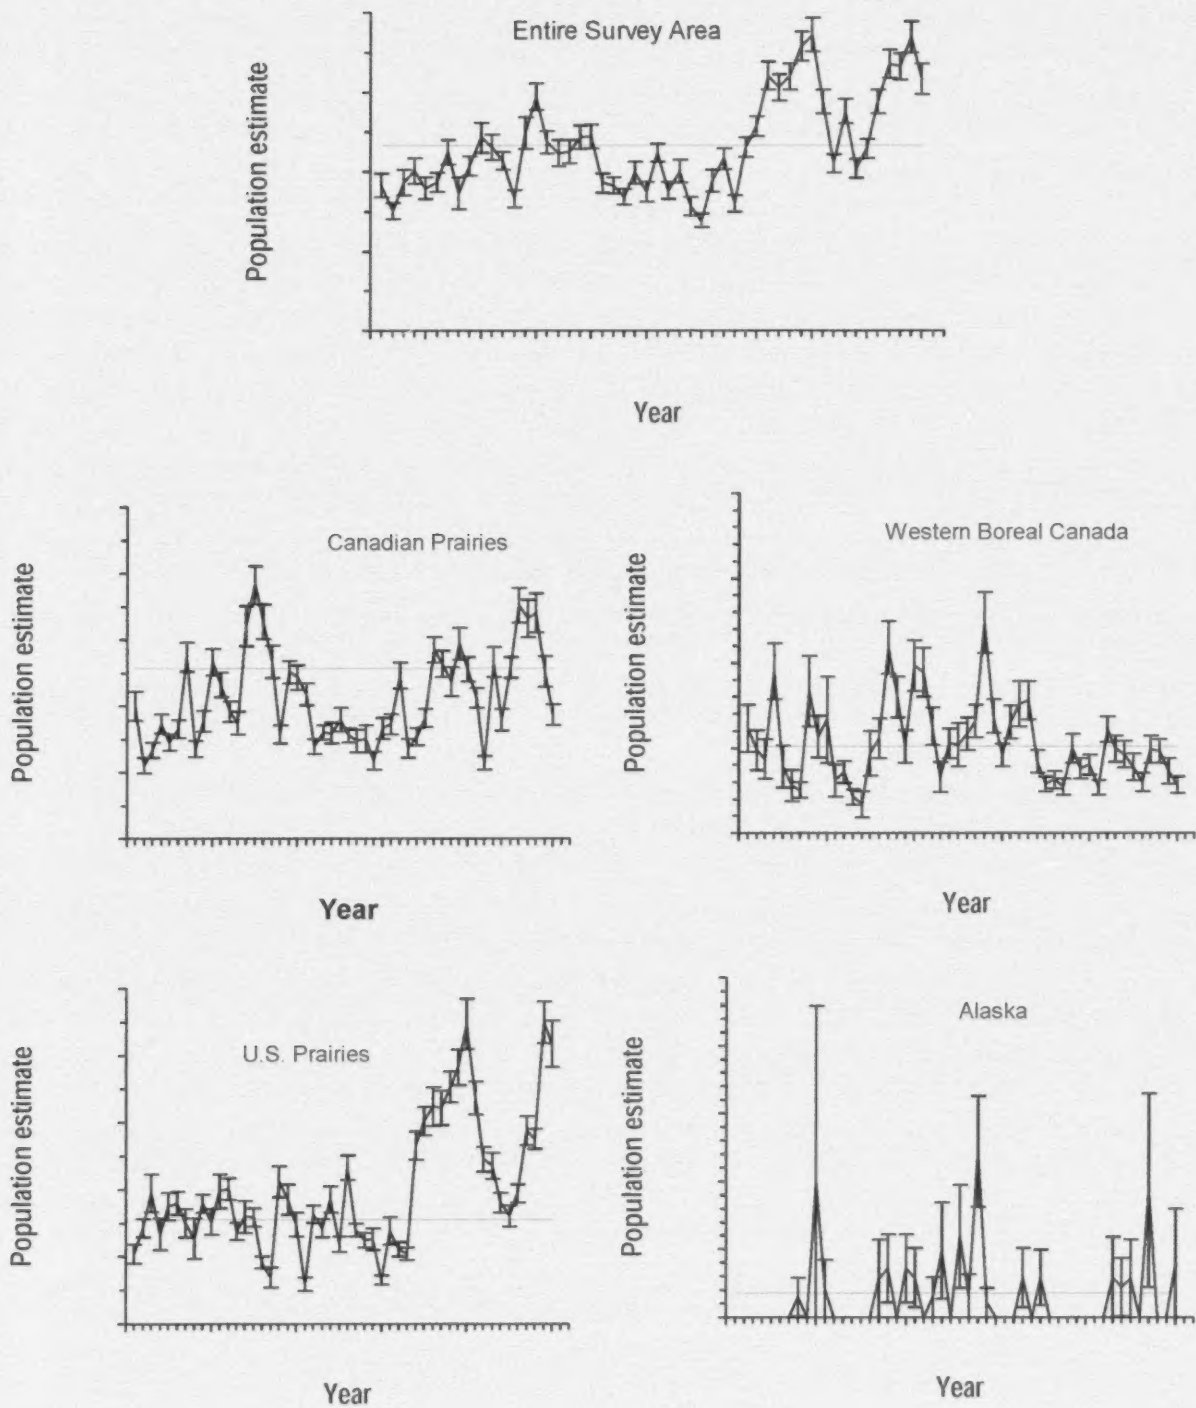 Entire Survey Area
Population estimate
Year
Canadian Prairies
Population estimate
Year
Western Boreal Canada
Population estimate
Year
U.S. Prairies
Population estimate
Year
Alaska
Population estimate
Year